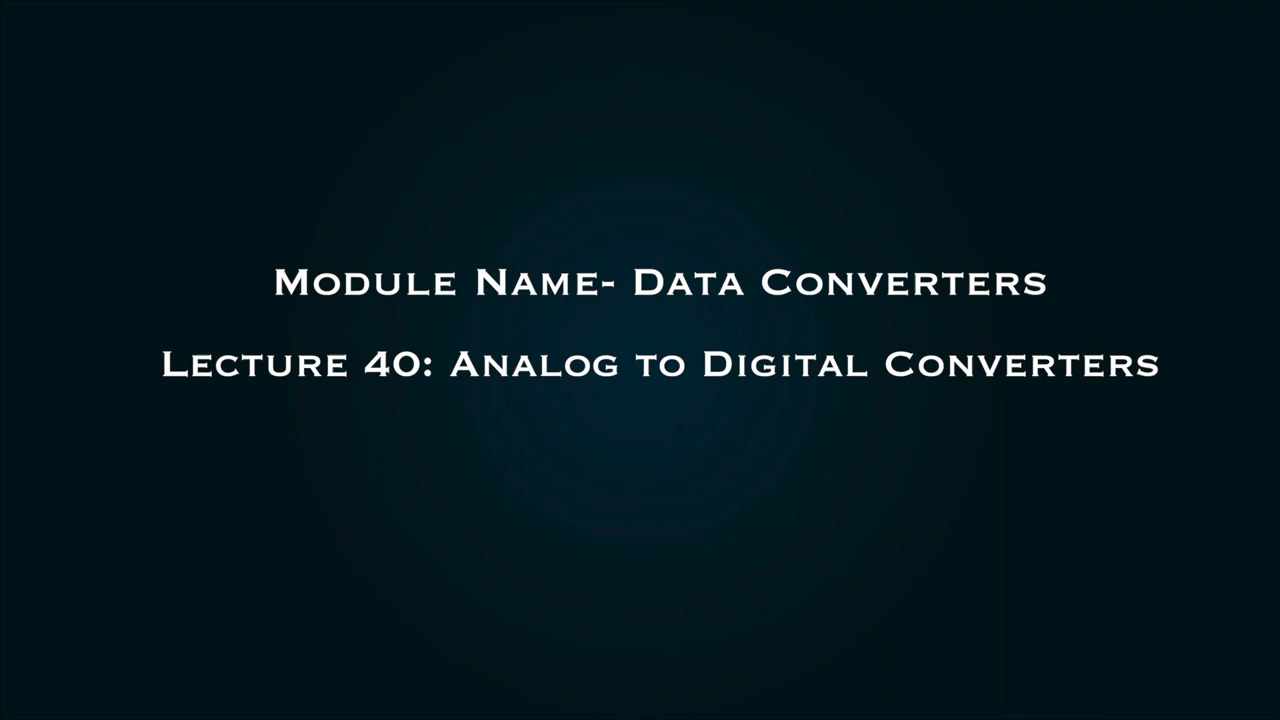 Module Name- Data Converters
Lecture 40: Analog to Digital Converters